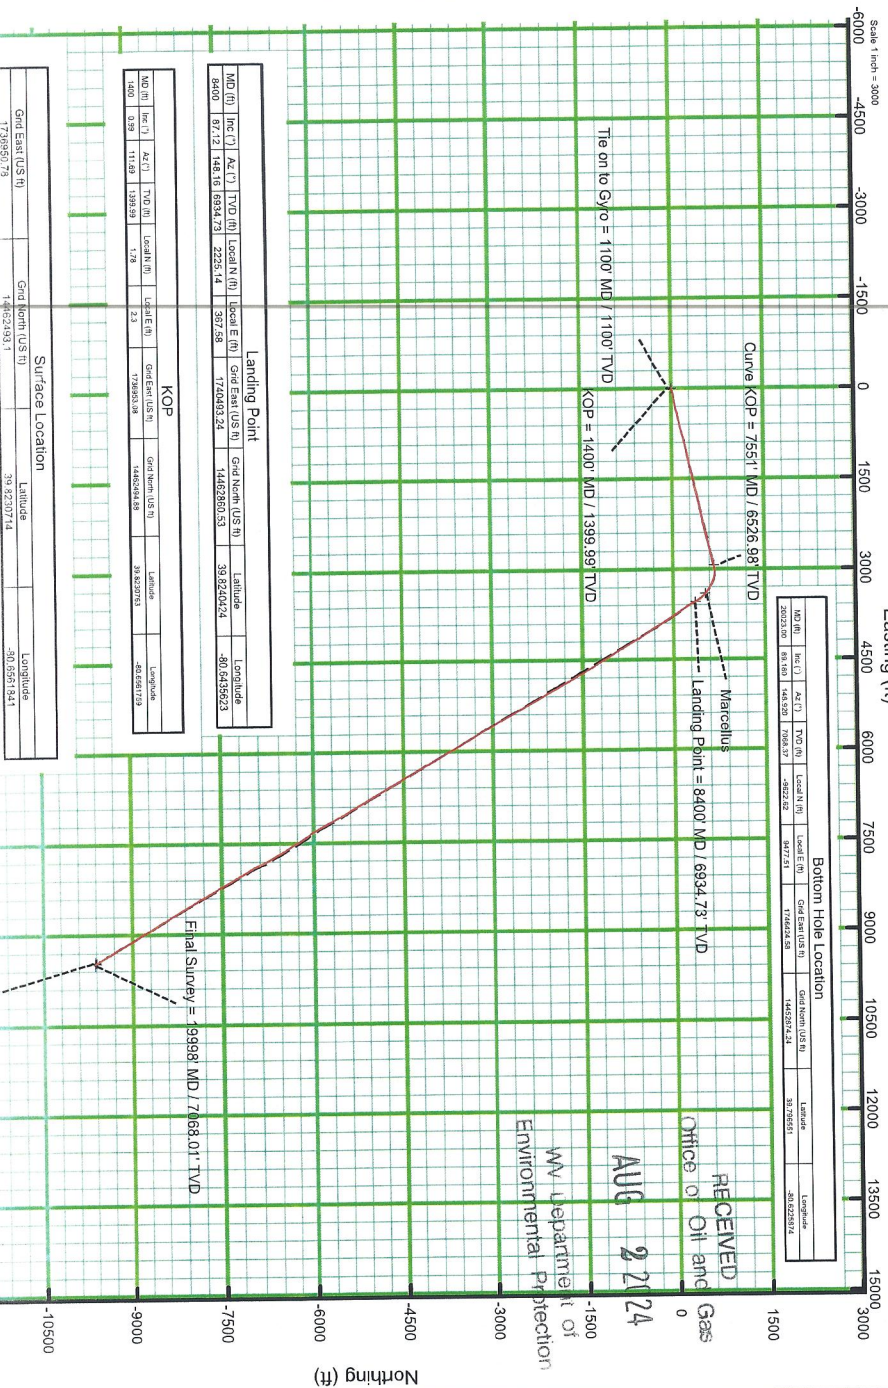 Scale 1 inch = 3000
-6000
-4500
-3000
-1500
0
1500
3000
4500
6000
7500
9000
10500
12000
13500
15000
3000
1500
0
-1500
-3000
-4500
-6000
-7500
-9000
-10500
Northing (ft)
Bottom Hole Location
MD (ft) Inc (°) Az (°) TVD (ft) Local N (ft) Local E (ft) Grid East (US ft) Grid North (US ft) Latitude Longitude
20023.00 89.180 148.920 7068.37 -9622.62 9477.51 1746424.58 14452874.24 39.796551 -80.6225874
Curve KOP = 7551' MD / 6526.98' TVD
Marcellus
Landing Point = 8400' MD / 6934.73' TVD
Tie on to Gyro = 1100' MD / 1100' TVD
KOP = 1400' MD / 1399.99' TVD
Final Survey = 19998' MD / 7068.01' TVD
RECEIVED
Office of Oil and Gas
AUG 2 2024
WV Department of
Environmental Protection
Landing Point
MD (ft) Inc (°) Az (°) TVD (ft) Local N (ft) Local E (ft) Grid East (US ft) Grid North (US ft) Latitude Longitude
8400 87.12 148.16 6934.73 2225.14 367.58 1740493.24 14462860.53 39.8240424 -80.6435623
KOP
MD (ft) Inc (°) Az (°) TVD (ft) Local N (ft) Local E (ft) Grid East (US ft) Grid North (US ft) Latitude Longitude
1400 0.99 111.69 1399.99 1.78 2.3 1736953.08 14462494.88 39.8230763 -80.6561759
Surface Location
Grid East (US ft) Grid North (US ft) Latitude Longitude
1736950.78 14462493.1 39.8230714 -80.6561841